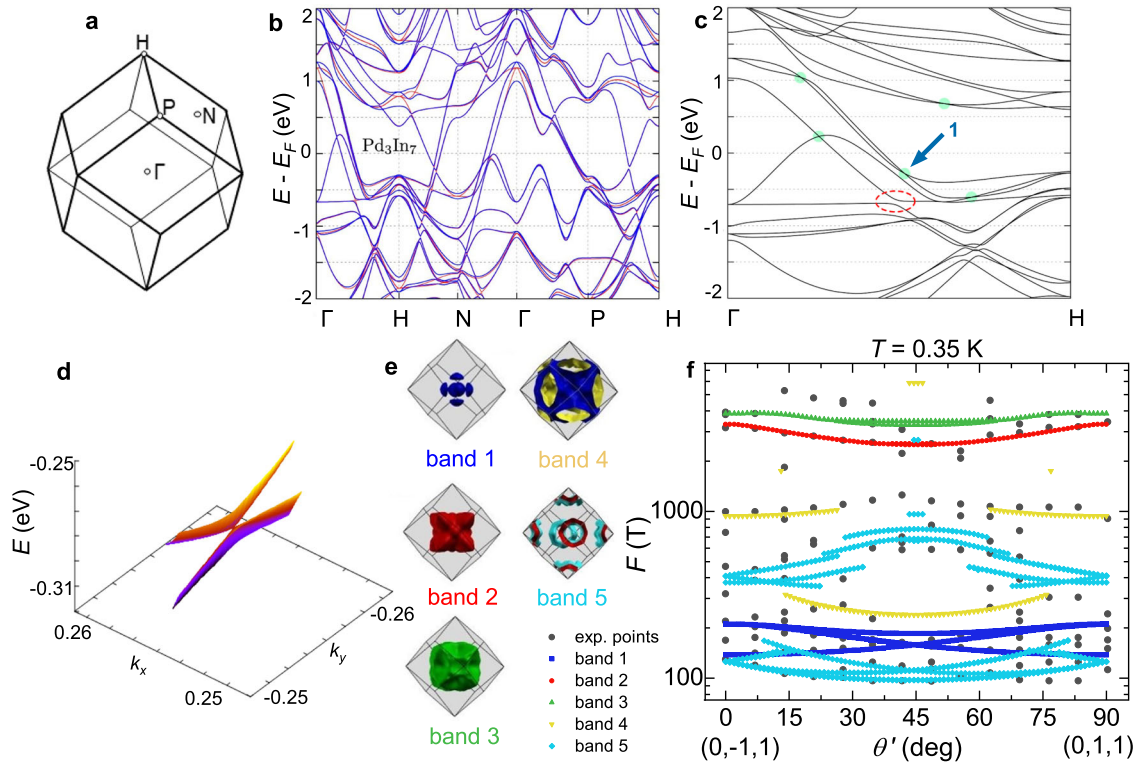 a
H
P
N
Γ
b
2
1
0
-1
-2
E - E_F (eV)
Pd₃In₇
Γ H N Γ P H
c
2
1
0
-1
-2
E - E_F (eV)
1
Γ H
d
-0.25
-0.31
E (eV)
0.26
k_x
0.25
-0.25
k_y
-0.26
e
band 1
band 4
band 2
band 5
band 3
exp. points
band 1
band 2
band 3
band 4
band 5
T = 0.35 K
f
1000
100
F (T)
0 15 30 45 60 75 90
(0,-1,1) θ′ (deg) (0,1,1)